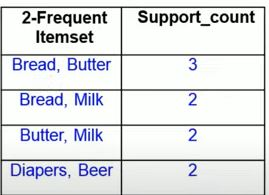 2-Frequent Itemset Support_count
Bread, Butter 3
Bread, Milk 2
Butter, Milk 2
Diapers, Beer 2